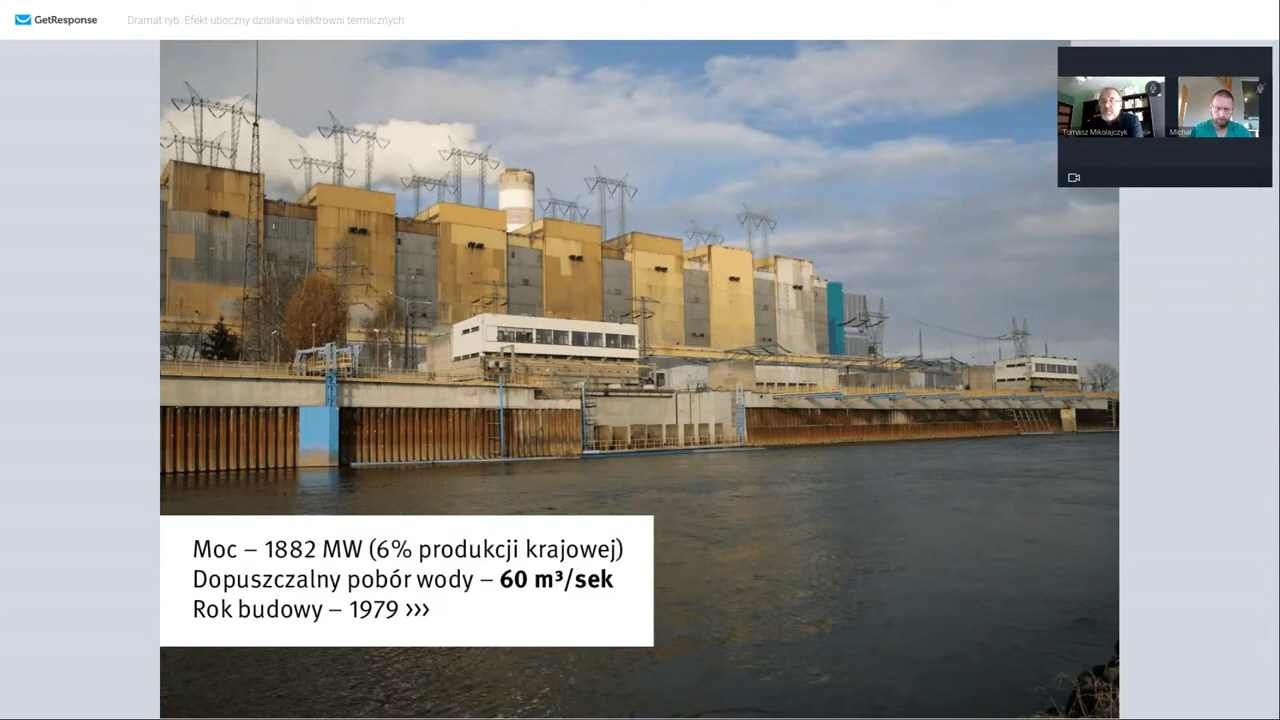 GetResponse
Dramat ryb. Efekt uboczny działania elektrowni termicznych
Tomasz Mikołajczyk
Michał
Moc – 1882 MW (6% produkcji krajowej)
Dopuszczalny pobór wody – 60 m³/sek
Rok budowy – 1979 >>>